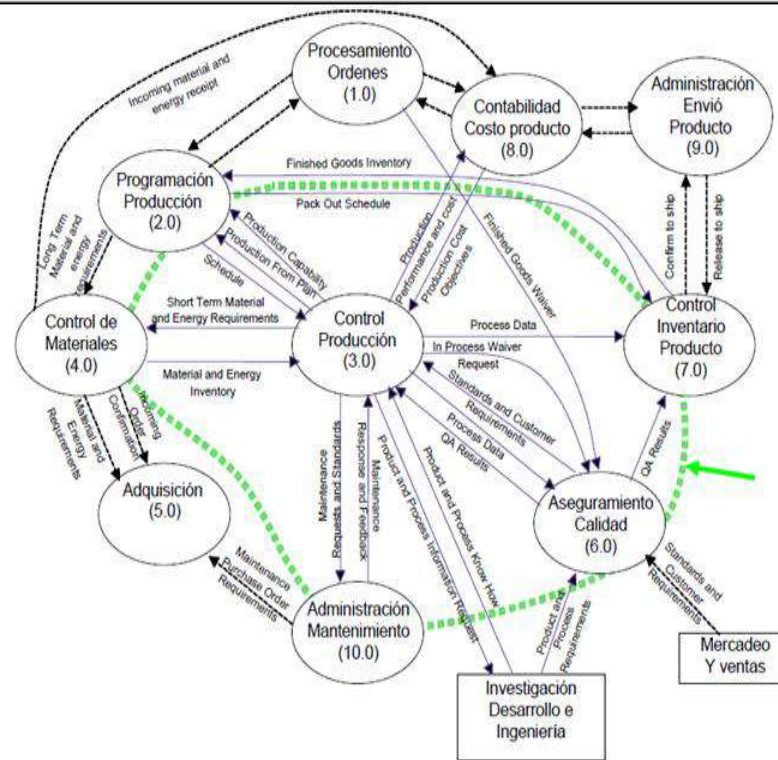 Procesamiento
Ordenes
(1.0)
Incoming material and
energy receipt
Contabilidad
Costo producto
(8.0)
Administración
Envió
Producto
(9.0)
Programación
Producción
(2.0)
Finished Goods Inventory
Pack Out Schedule
Long Term
Material and
energy
requirements
Production Capability
Production From Plan
Schedule
Production
Performance and cost
Production Cost
Objectives
Finished Goods Waiver
Confirm to ship
Release to ship
Control de
Materiales
(4.0)
Short Term Material
and Energy Requirements
Material and Energy
Inventory
Control
Producción
(3.0)
Process Data
In Process Waiver
Request
Control
Inventario
Producto
(7.0)
Standards and Customer
Requirements
Process Data
QA Results
QA Results
Material and
Energy
Requirements
Incoming
Order
Confirmation
Adquisición
(5.0)
Maintenance
Requests and Standards
Maintenance
Response and Feedback
Product and Process Information Request
Product and Process Know How
Aseguramiento
Calidad
(6.0)
Maintenance
Purchase Order
Requirements
Administración
Mantenimiento
(10.0)
Product and
Process
Requirements
Standards and
Customer
Requirements
Mercadeo
Y ventas
Investigación
Desarrollo e
Ingeniería